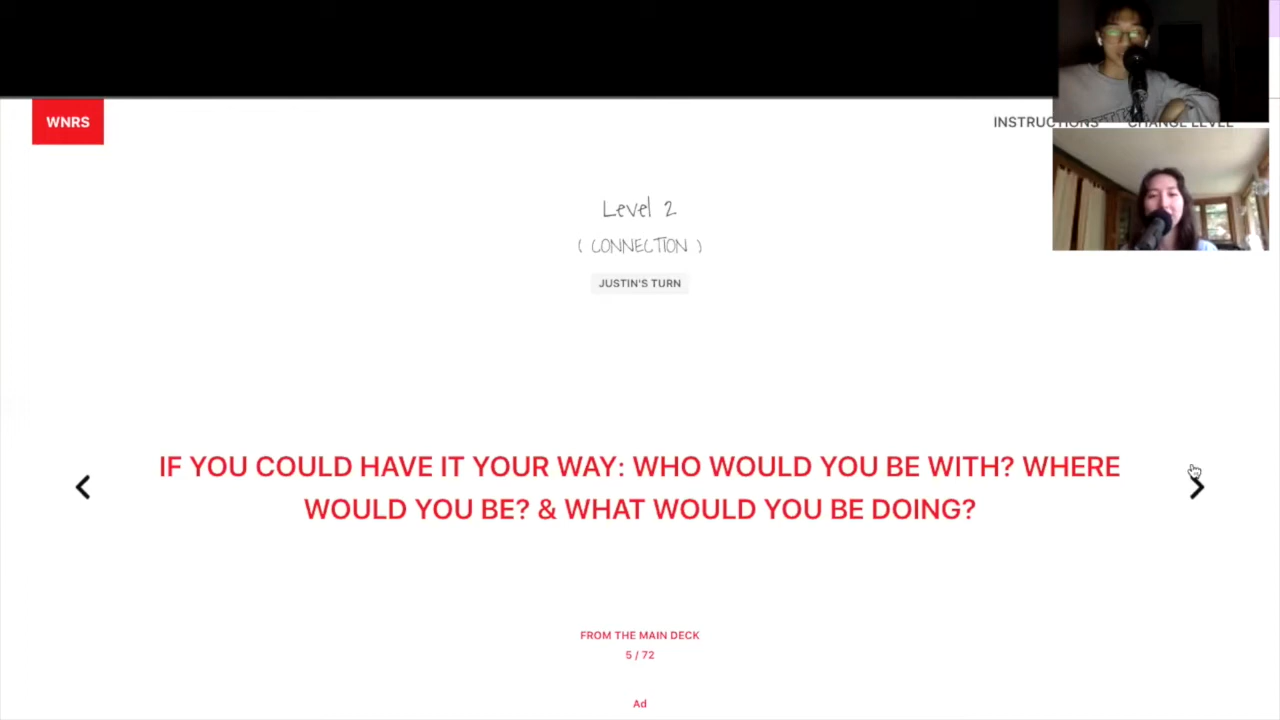 WNRS
INSTRUCTIONS CHANGE LEVEL
Level 2
( CONNECTION )
JUSTIN'S TURN
IF YOU COULD HAVE IT YOUR WAY: WHO WOULD YOU BE WITH? WHERE
WOULD YOU BE? & WHAT WOULD YOU BE DOING?
FROM THE MAIN DECK
5 / 72
Ad